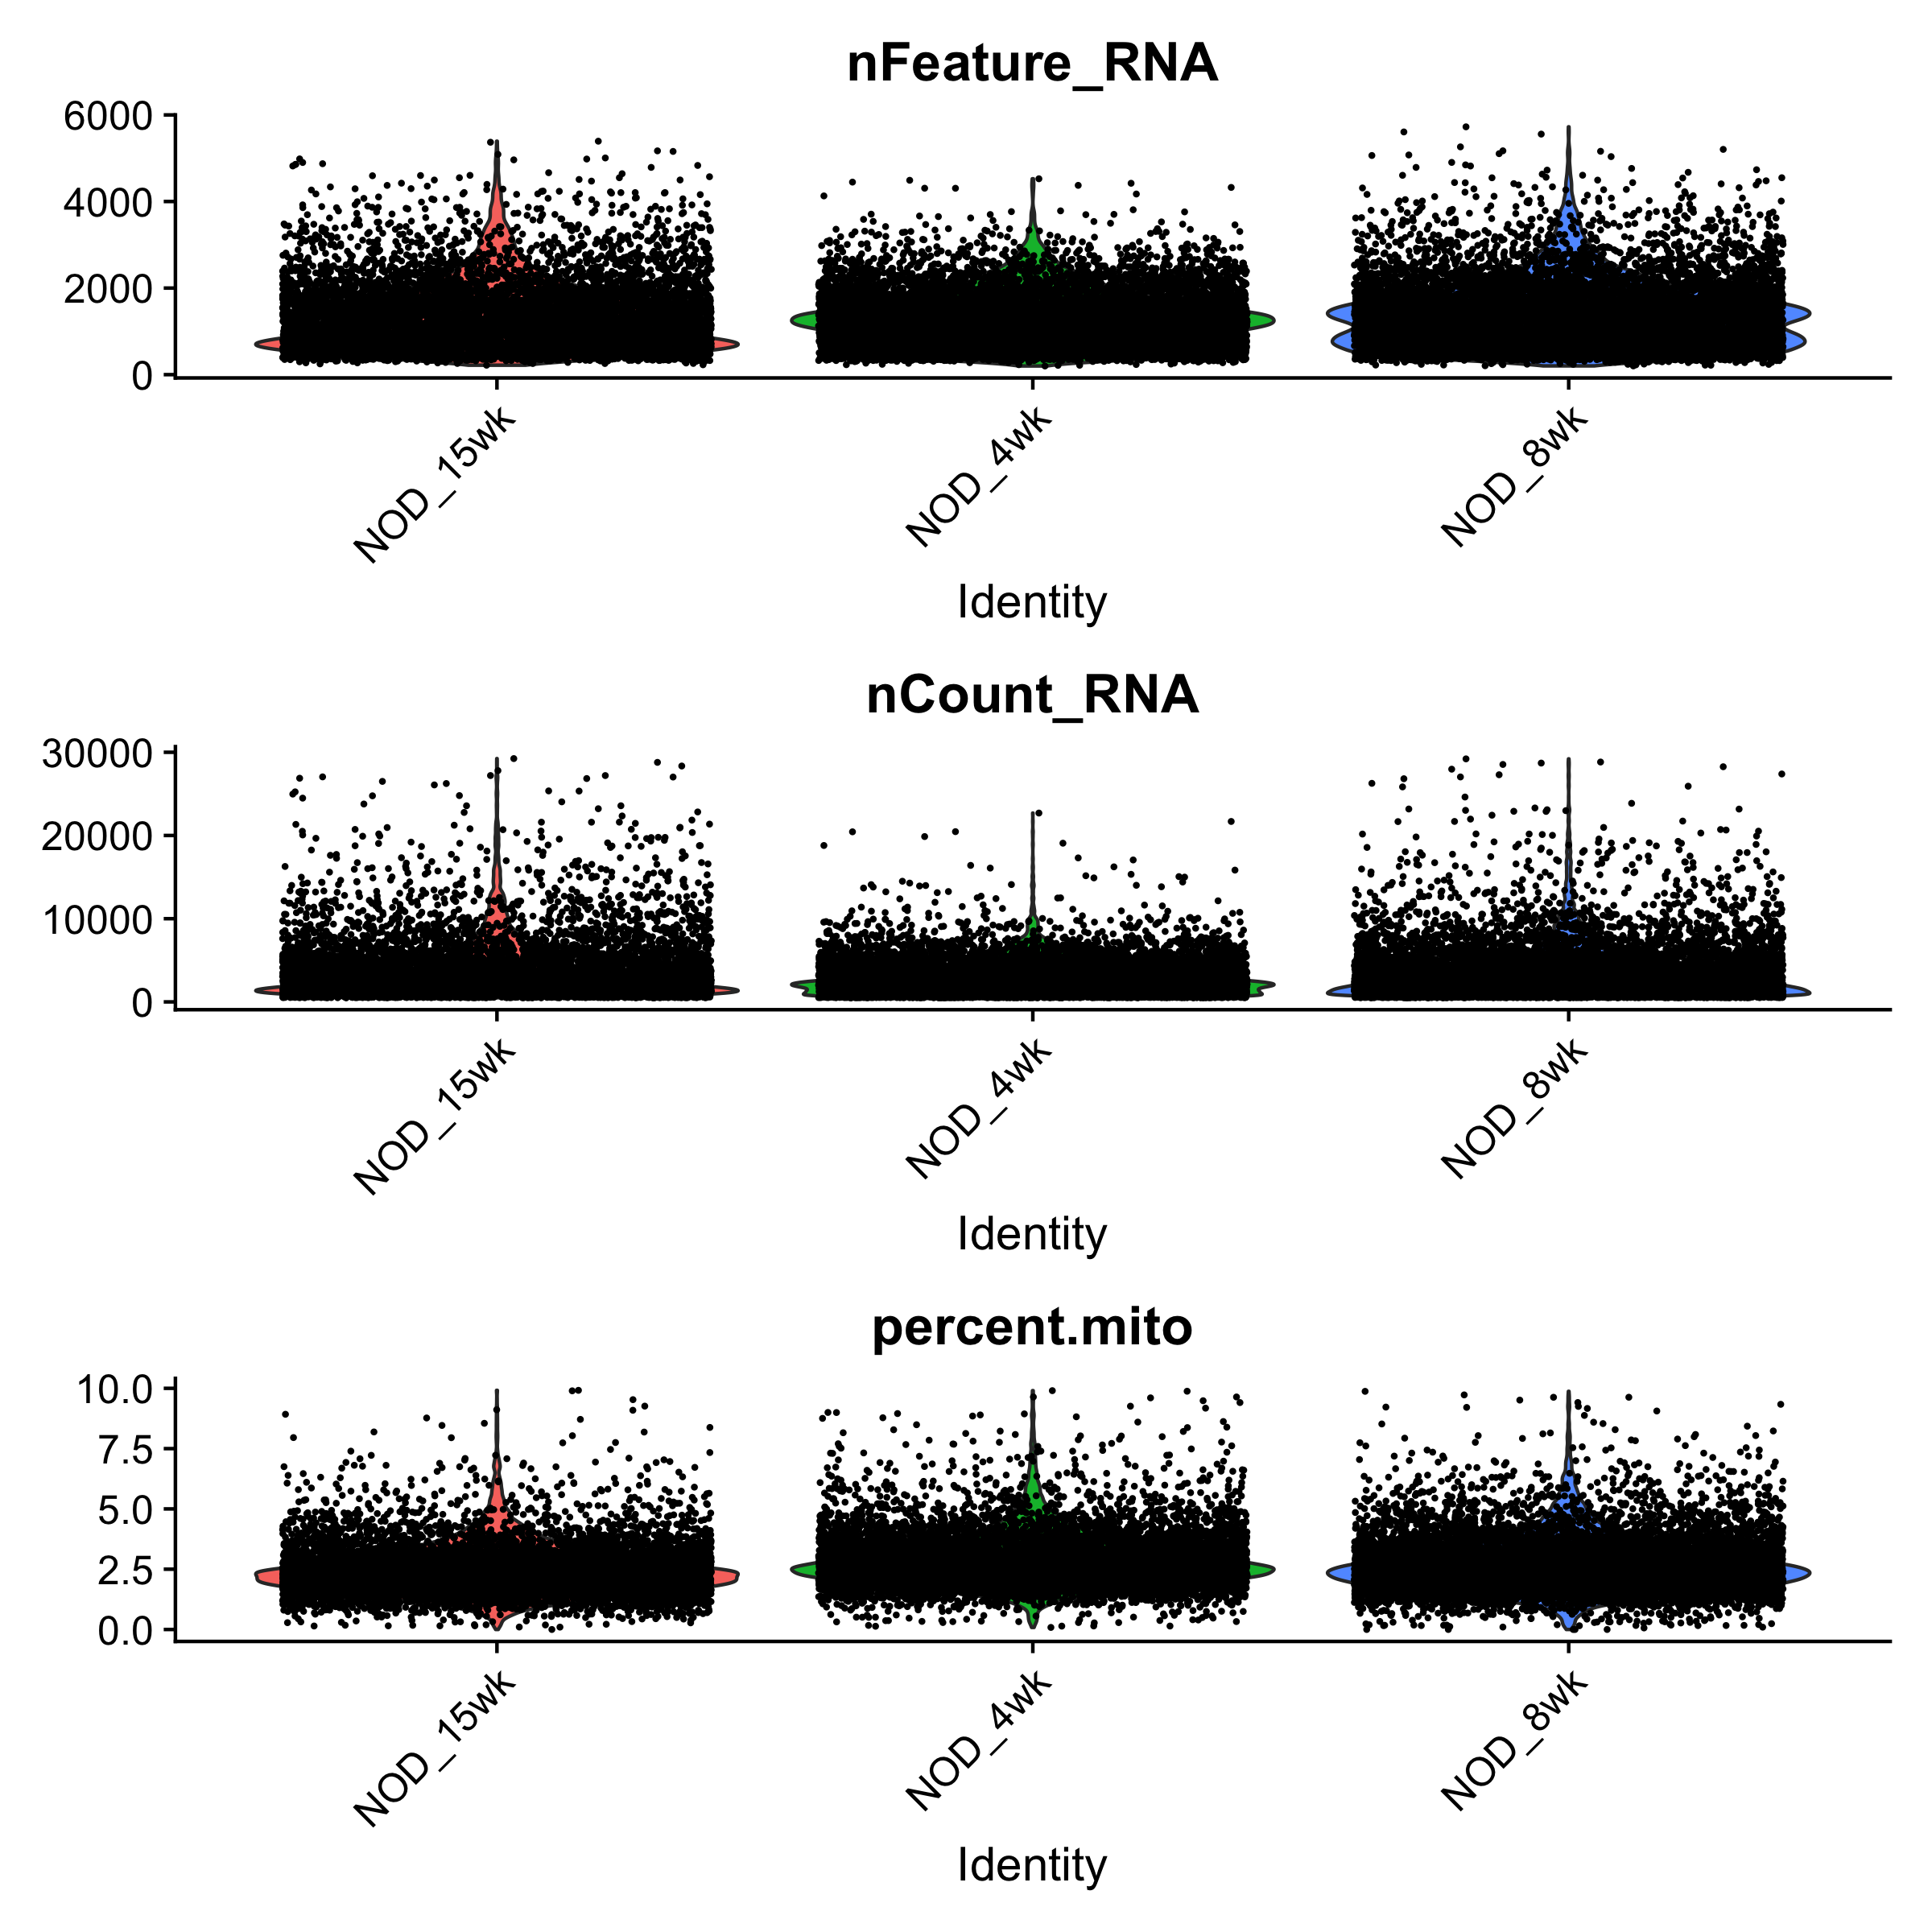 nFeature_RNA
6000
4000
2000
0
NOD_15wk
NOD_4wk
NOD_8wk
Identity
nCount_RNA
30000
20000
10000
0
NOD_15wk
NOD_4wk
NOD_8wk
Identity
percent.mito
10.0
7.5
5.0
2.5
0.0
NOD_15wk
NOD_4wk
NOD_8wk
Identity